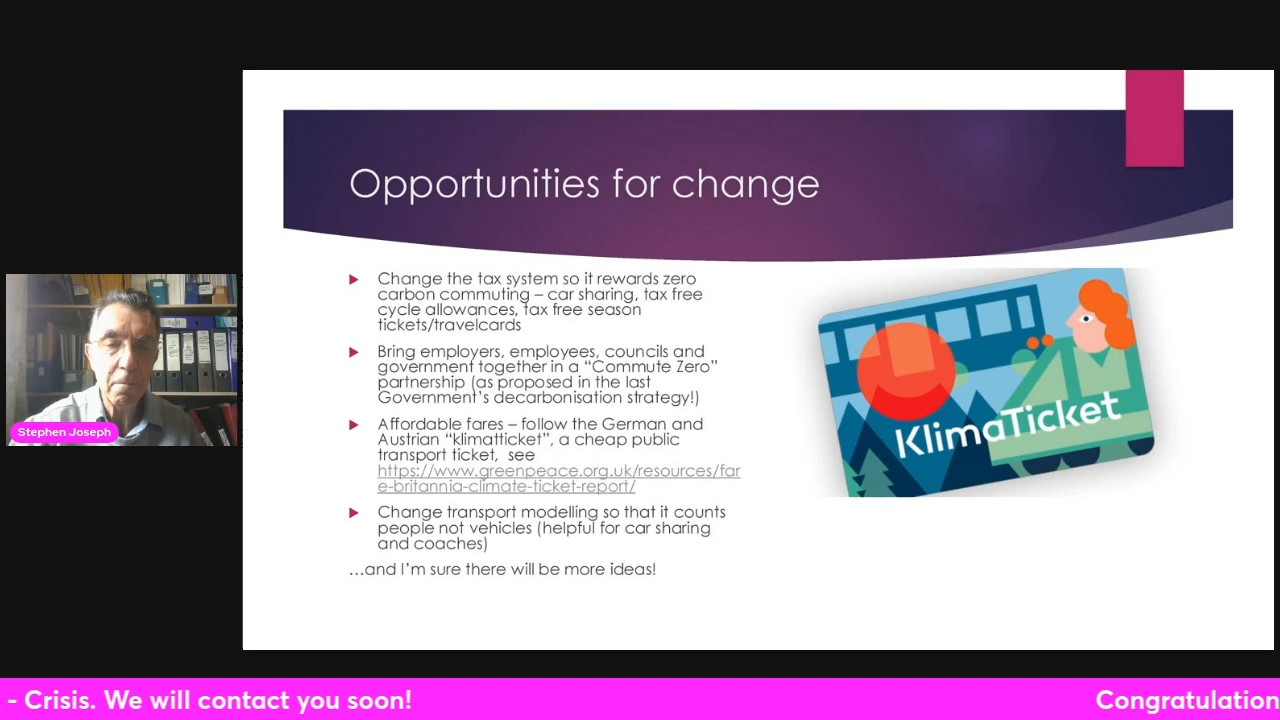 Opportunities for change
Change the tax system so it rewards zero
carbon commuting – car sharing, tax free
cycle allowances, tax free season
tickets/travelcards
Bring employers, employees, councils and
government together in a “Commute Zero”
partnership (as proposed in the last
Government’s decarbonisation strategy!)
Affordable fares – follow the German and
Austrian “klimatticket”, a cheap public
transport ticket,  see
https://www.greenpeace.org.uk/resources/far
e-britannia-climate-ticket-report/
Change transport modelling so that it counts
people not vehicles (helpful for car sharing
and coaches)
…and I’m sure there will be more ideas!
KlimaTicket
Stephen Joseph
- Crisis. We will contact you soon!
Congratulation